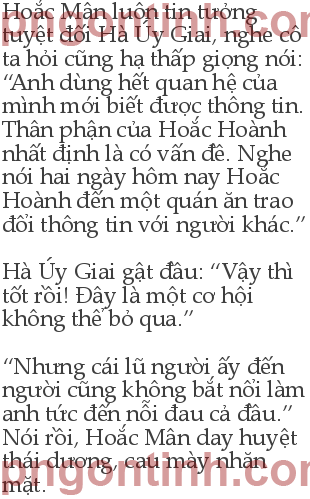 Hoắc Mân luôn tin tưởng
tuyệt đối Hà Úy Giai, nghe cô
ta hỏi cũng hạ thấp giọng nói:
“Anh dùng hết quan hệ của
mình mới biết được thông tin.
Thân phận của Hoắc Hoành
nhất định là có vấn đề. Nghe
nói hai ngày hôm nay Hoắc
Hoành đến một quán ăn trao
đổi thông tin với người khác.”
Hà Úy Giai gật đầu: “Vậy thì
tốt rồi! Đây là một cơ hội
không thể bỏ qua.”
“Nhưng cái lũ người ấy đến
người cũng không bắt nổi làm
anh tức đến nỗi đau cả đầu.”
Nói rồi, Hoắc Mân day huyệt
thái dương, cau mày nhăn
mặt.
pngontinh.com
pngontinh.com